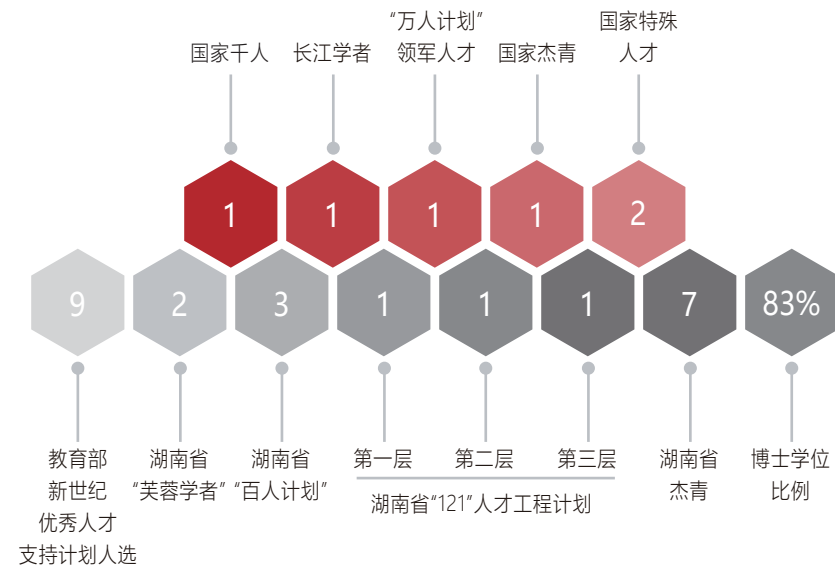 国家千人
长江学者
“万人计划”
领军人才
国家杰青
国家特殊
人才
1
1
1
1
2
9
2
3
1
1
1
7
83%
教育部
新世纪
优秀人才
支持计划人选
湖南省
“芙蓉学者”
湖南省
“百人计划”
第一层
第二层
第三层
湖南省“121”人才工程计划
湖南省
杰青
博士学位
比例